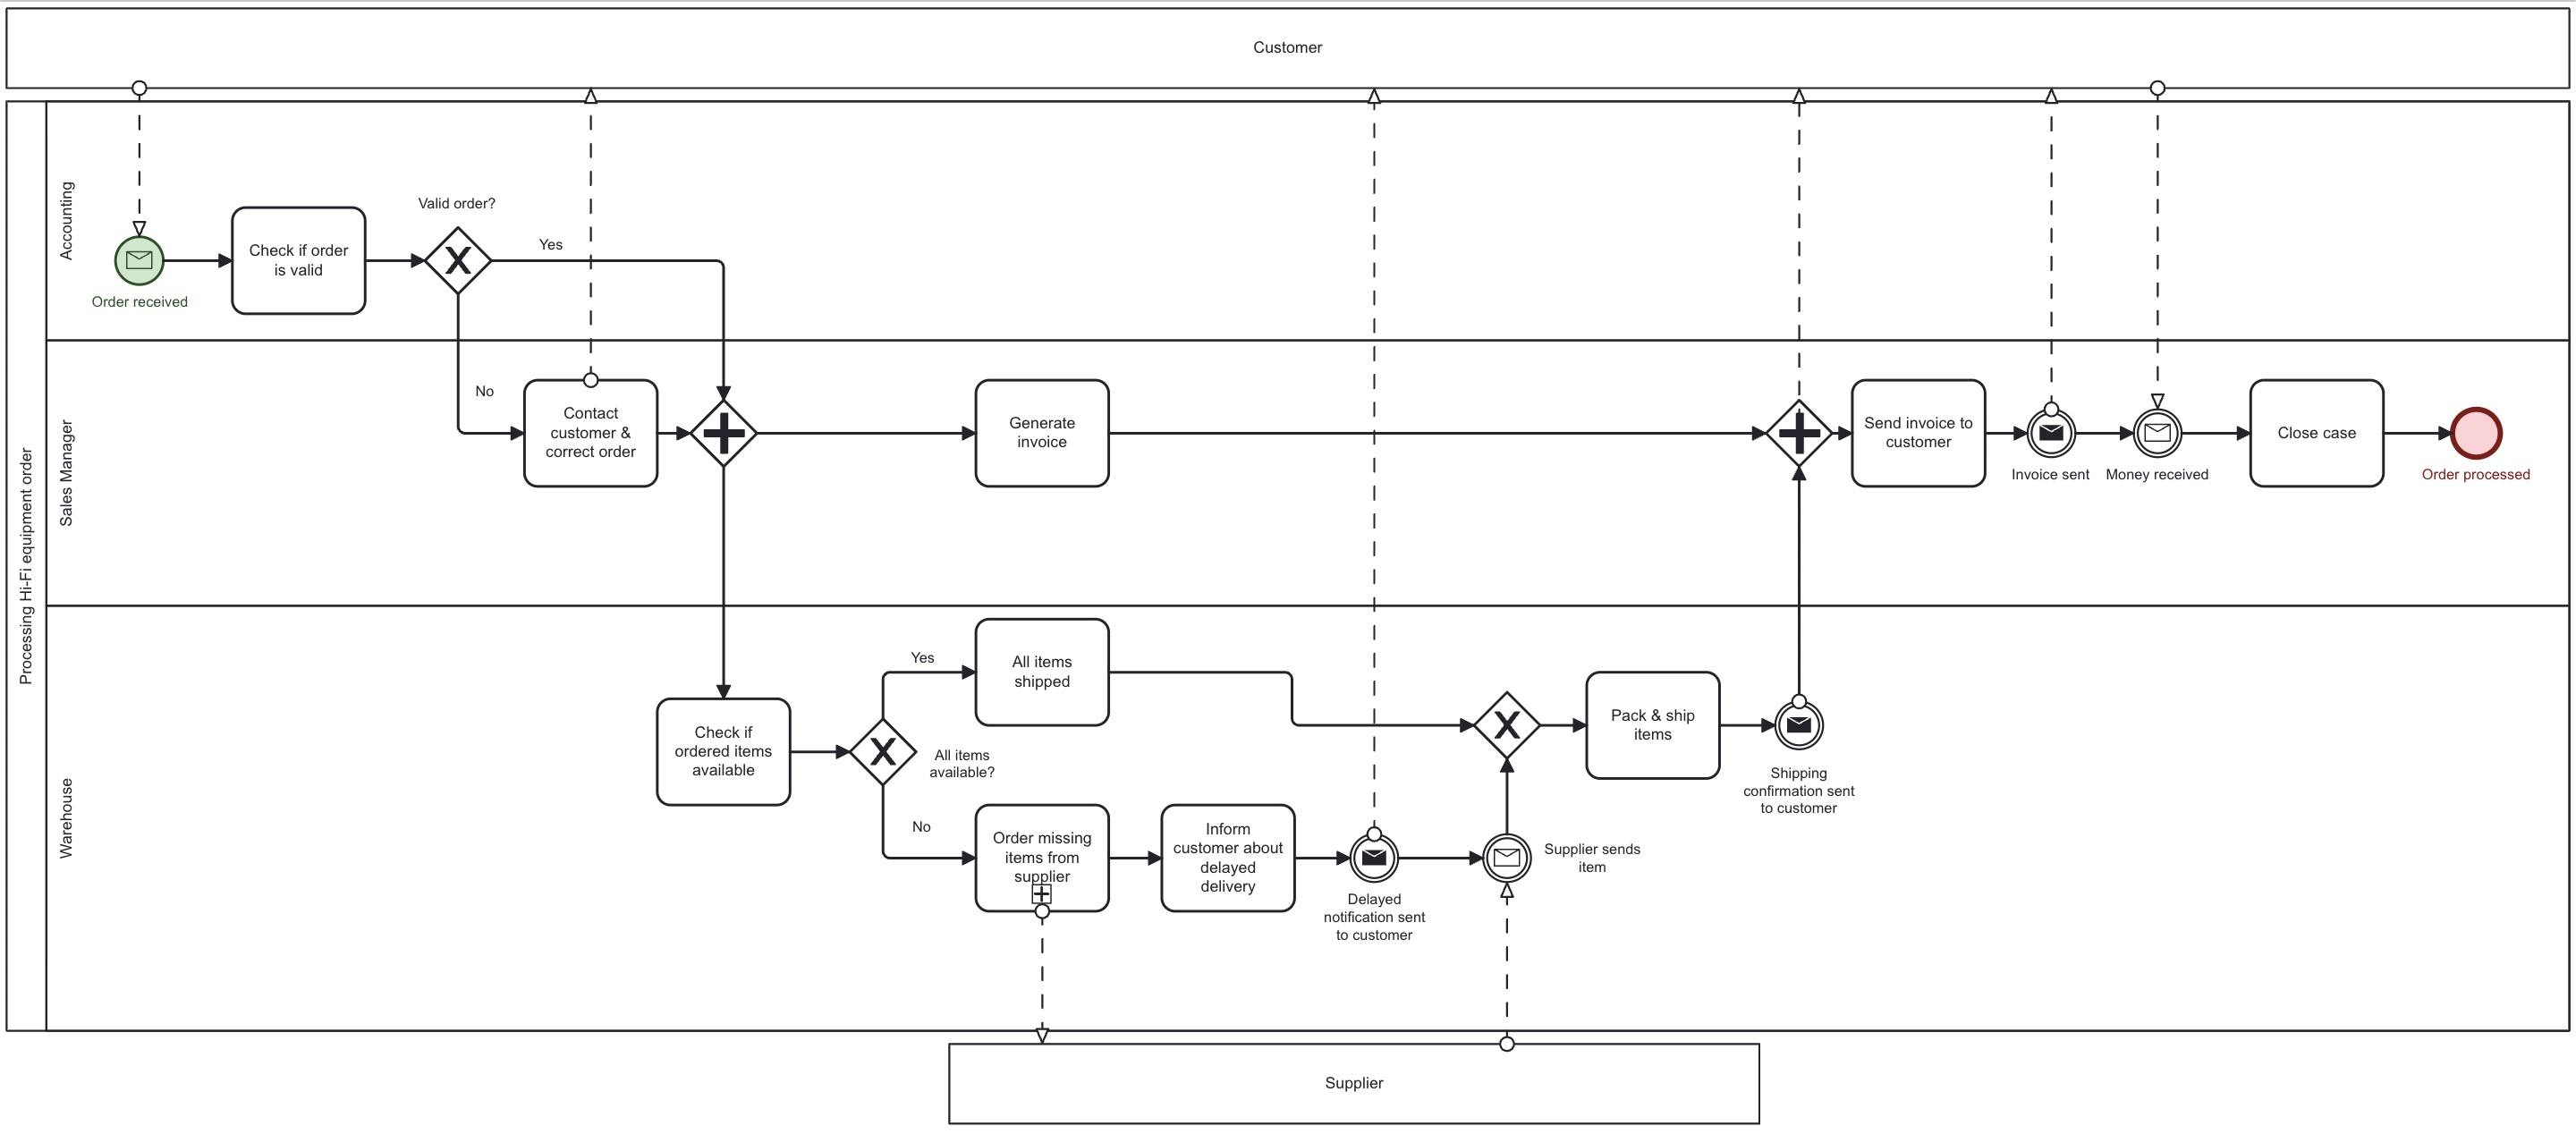 Customer
Processing Hi-Fi equipment order
Accounting
Order received
Check if order
is valid
Valid order?
Yes
No
Sales Manager
Contact
customer &
correct order
Generate
invoice
Send invoice to
customer
Invoice sent
Money received
Close case
Order processed
Warehouse
Check if
ordered items
available
All items
available?
Yes
All items
shipped
No
Order missing
items from
supplier
Inform
customer about
delayed
delivery
Delayed
notification sent
to customer
Supplier sends
item
Pack & ship
items
Shipping
confirmation sent
to customer
Supplier